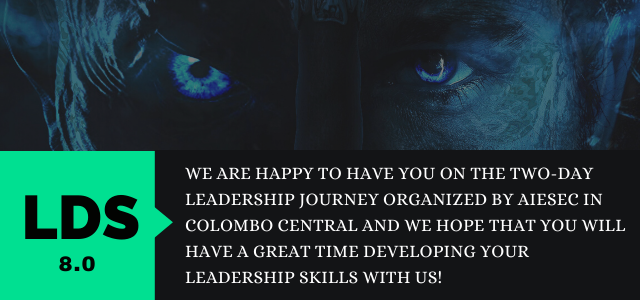 LDS
8.0
WE ARE HAPPY TO HAVE YOU ON THE TWO-DAY
LEADERSHIP JOURNEY ORGANIZED BY AIESEC IN
COLOMBO CENTRAL AND WE HOPE THAT YOU WILL
HAVE A GREAT TIME DEVELOPING YOUR
LEADERSHIP SKILLS WITH US!